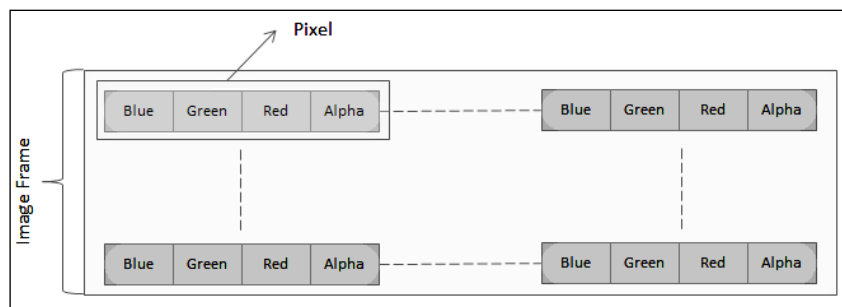 Pixel
Image Frame
Blue Green Red Alpha Blue Green Red Alpha
Blue Green Red Alpha Blue Green Red Alpha